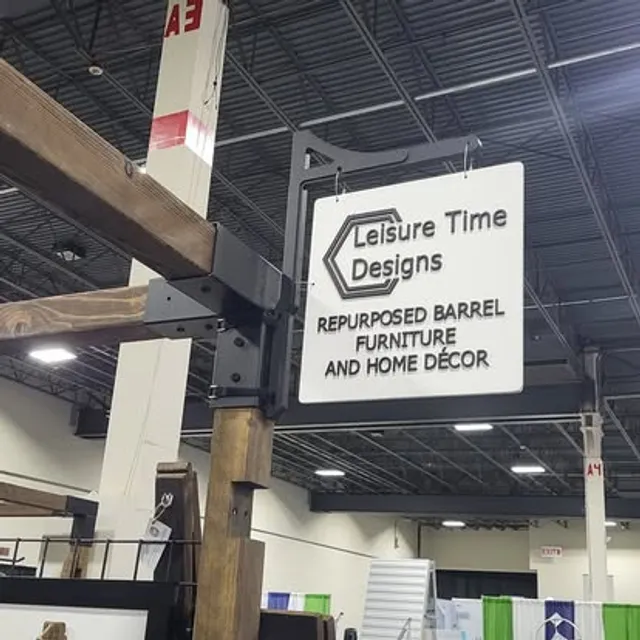 A3
Leisure Time
Designs
REPURPOSED BARREL
FURNITURE
AND HOME DÉCOR
A4
EXIT